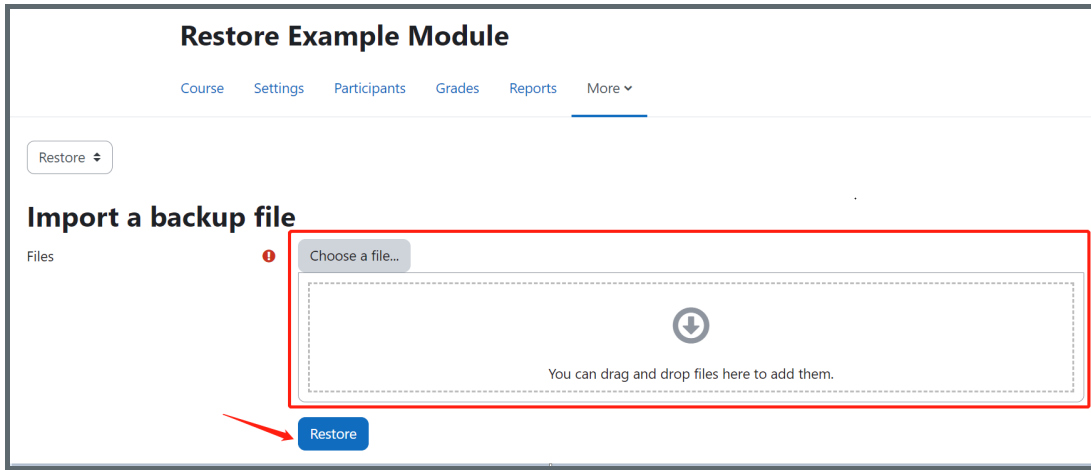 Restore Example Module
Course Settings Participants Grades Reports More
Restore
Import a backup file
Files
Choose a file...
You can drag and drop files here to add them.
Restore